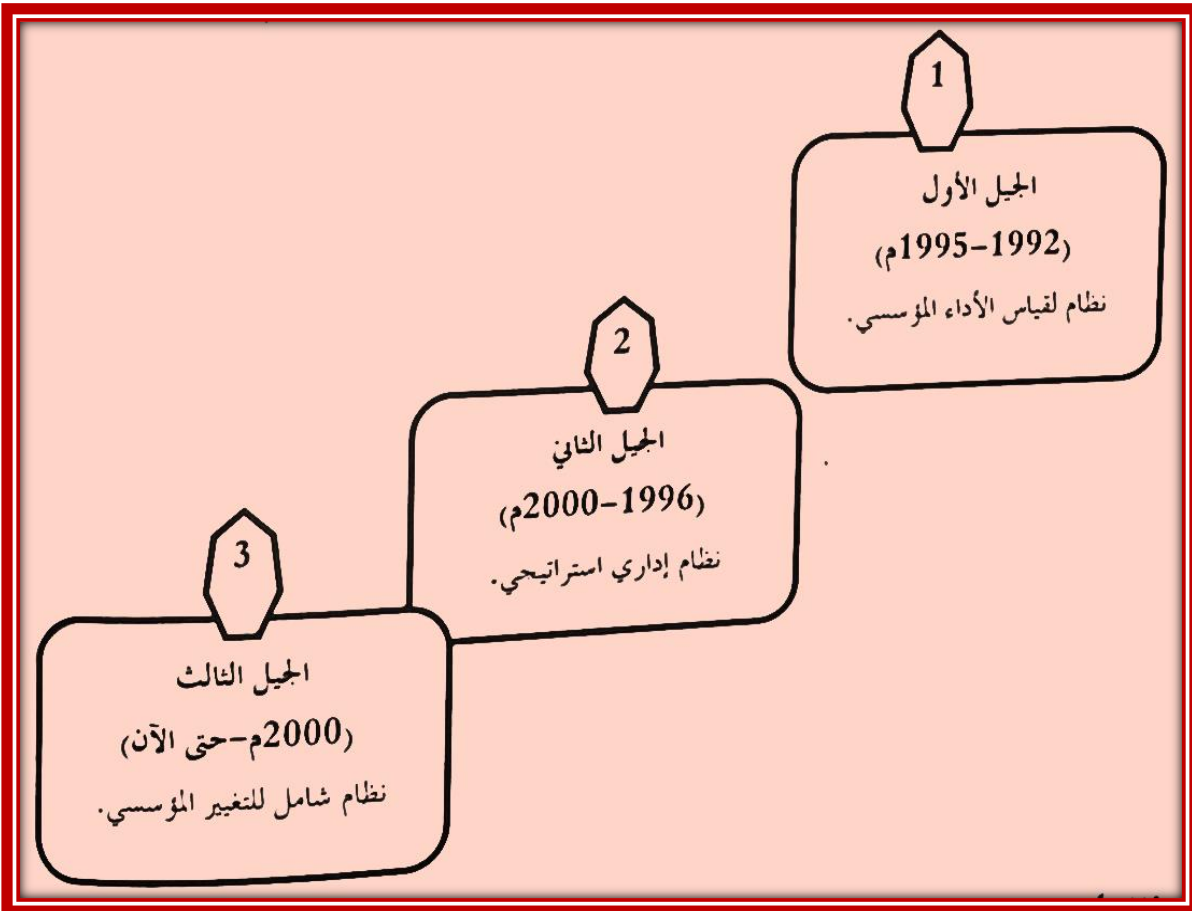 1
الجيل الأول
(1992-1995م)
نظام لقياس الأداء المؤسسي.
2
الجيل الثاني
(1996-2000م)
نظام إداري استراتيجي.
3
الجيل الثالث
(2000م-حتى الآن)
نظام شامل للتغيير المؤسسي.